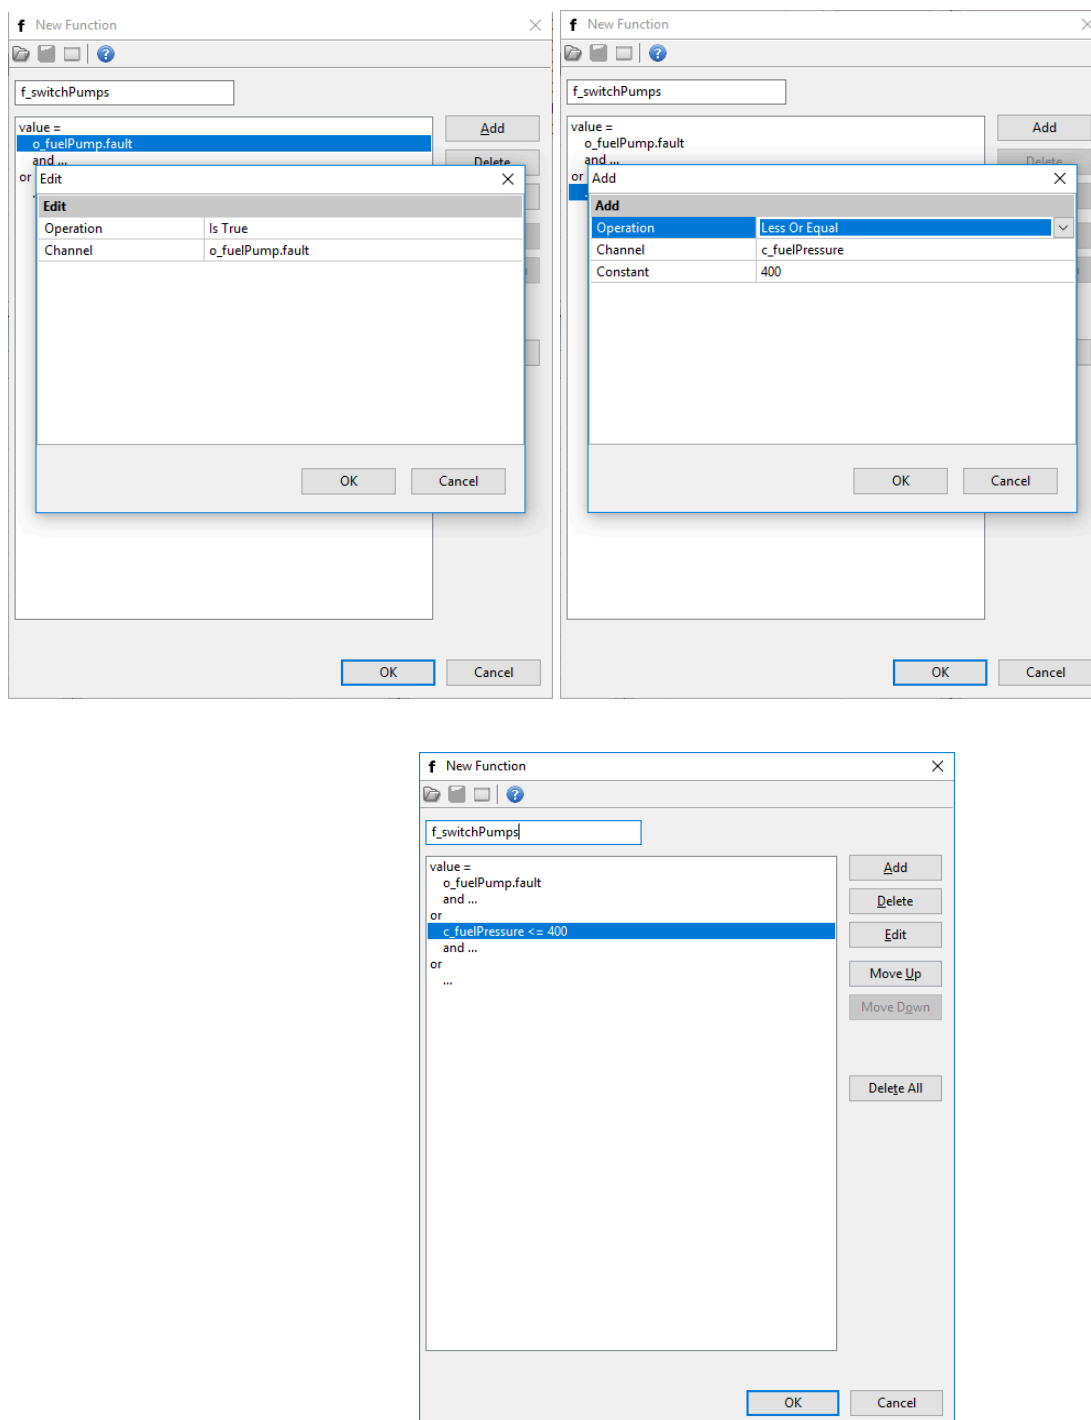 f New Function
f_switchPumps
value =
o_fuelPump.fault
and ...
or
Add
Delete
Edit
Edit
Operation Is True
Channel o_fuelPump.fault
OK Cancel
OK Cancel
f New Function
f_switchPumps
value =
o_fuelPump.fault
and ...
or
Add
Delete
Add
Add
Operation Less Or Equal
Channel c_fuelPressure
Constant 400
OK Cancel
OK Cancel
f New Function
f_switchPumps
value =
o_fuelPump.fault
and ...
or
c_fuelPressure <= 400
and ...
or
...
Add
Delete
Edit
Move Up
Move Down
Delete All
OK Cancel